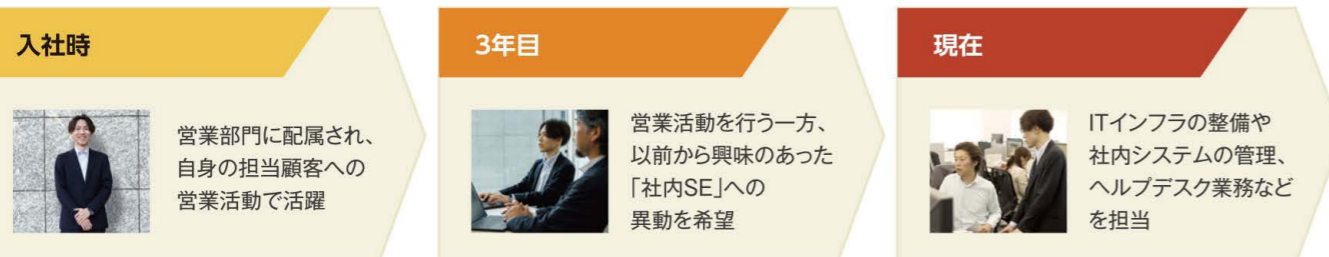 入社時
営業部門に配属され、
自身の担当顧客への
営業活動で活躍
3年目
営業活動を行う一方、
以前から興味のあった
「社内SE」への
異動を希望
現在
ITインフラの整備や
社内システムの管理、
ヘルプデスク業務など
を担当